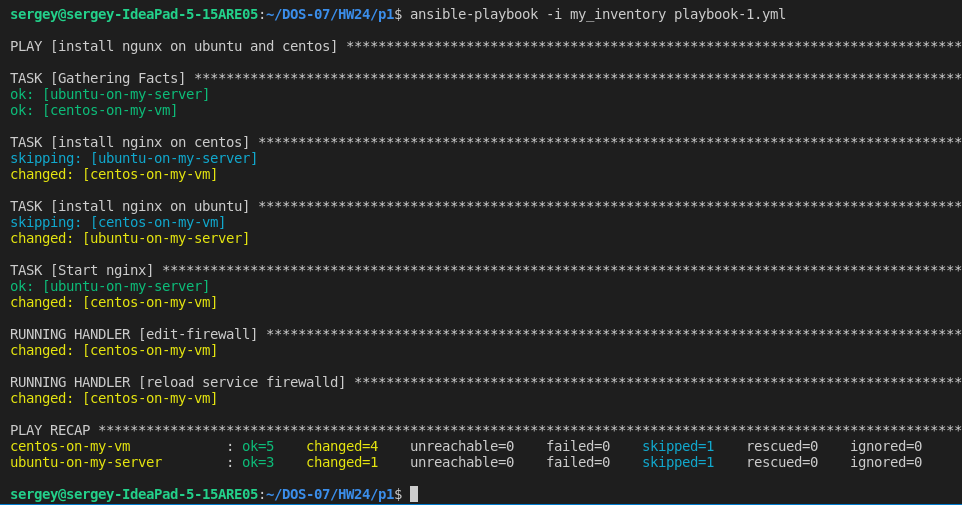 sergey@sergey-IdeaPad-5-15ARE05:~/DOS-07/HW24/p1$ ansible-playbook -i my_inventory playbook-1.yml
PLAY [install ngunx on ubuntu and centos] *****************************************************************************
TASK [Gathering Facts] ************************************************************************************************
ok: [ubuntu-on-my-server]
ok: [centos-on-my-vm]
TASK [install nginx on centos] ****************************************************************************************
skipping: [ubuntu-on-my-server]
changed: [centos-on-my-vm]
TASK [install nginx on ubuntu] ****************************************************************************************
skipping: [centos-on-my-vm]
changed: [ubuntu-on-my-server]
TASK [Start nginx] ****************************************************************************************************
ok: [ubuntu-on-my-server]
changed: [centos-on-my-vm]
RUNNING HANDLER [edit-firewall] ***************************************************************************************
changed: [centos-on-my-vm]
RUNNING HANDLER [reload service firewalld] ****************************************************************************
changed: [centos-on-my-vm]
PLAY RECAP ************************************************************************************************************
centos-on-my-vm            : ok=5    changed=4    unreachable=0    failed=0    skipped=1    rescued=0    ignored=0
ubuntu-on-my-server        : ok=3    changed=1    unreachable=0    failed=0    skipped=1    rescued=0    ignored=0
sergey@sergey-IdeaPad-5-15ARE05:~/DOS-07/HW24/p1$